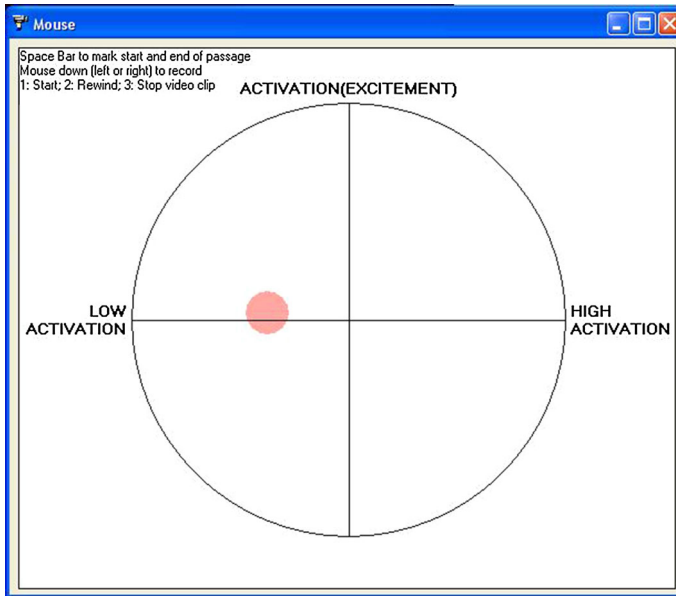 Mouse
Space Bar to mark start and end of passage
Mouse down (left or right) to record
1: Start; 2: Rewind; 3: Stop video clip
ACTIVATION(EXCITEMENT)
LOW
ACTIVATION
HIGH
ACTIVATION